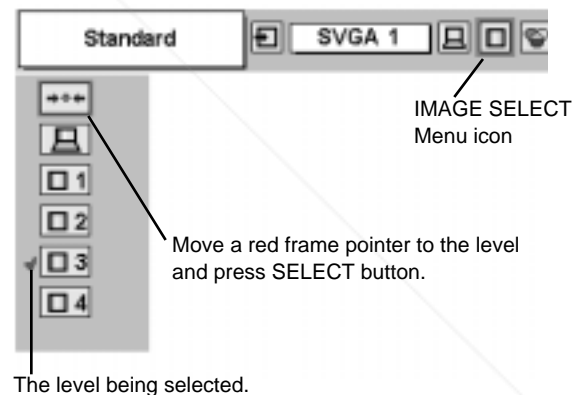 Standard
SVGA 1
IMAGE SELECT
Menu icon
1
2
Move a red frame pointer to the level
and press SELECT button.
3
4
The level being selected.